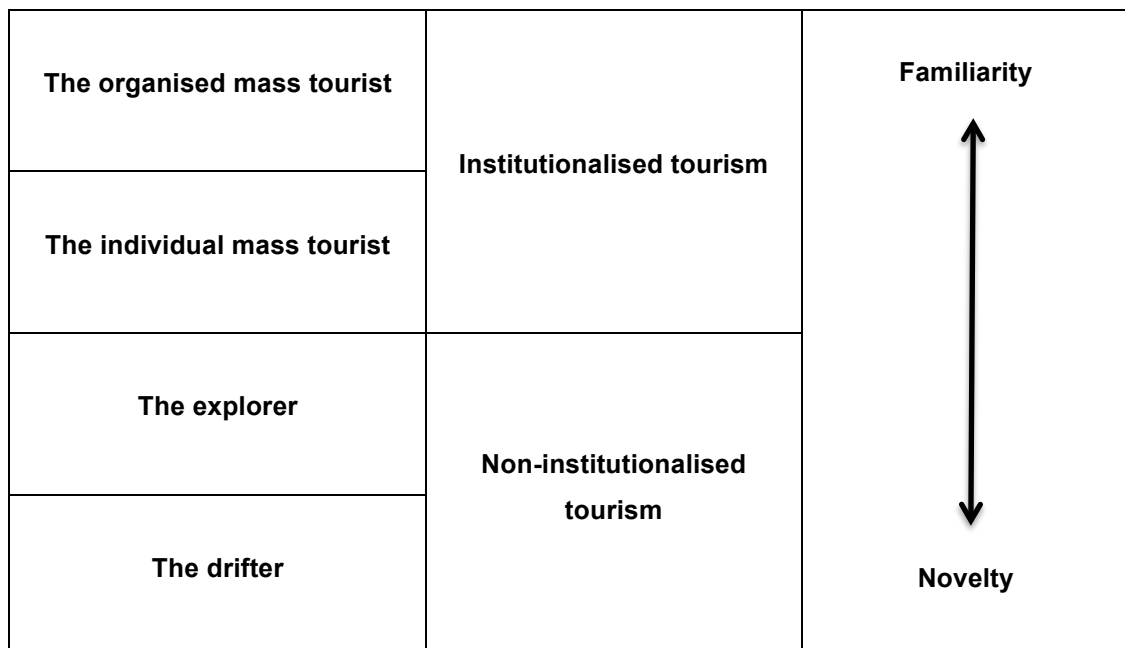 The organised mass tourist
The individual mass tourist
The explorer
The drifter
Institutionalised tourism
Non-institutionalised
tourism
Familiarity
Novelty